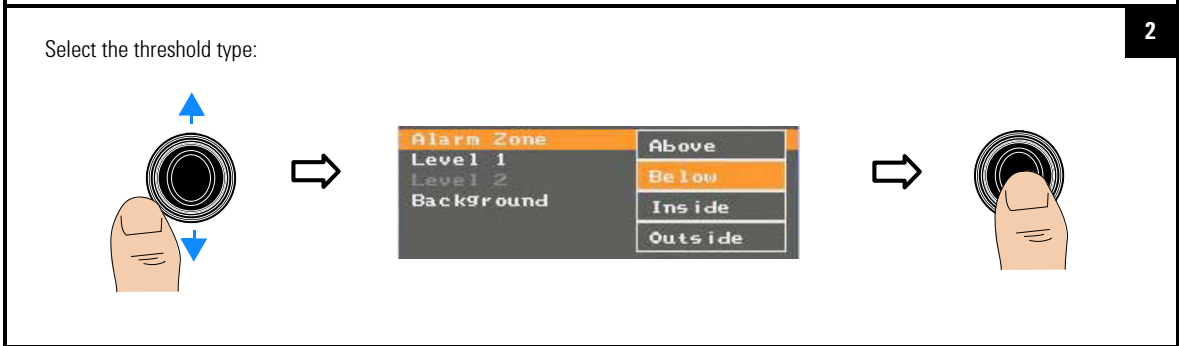 2
Select the threshold type:
Alarm Zone
Level 1
Level 2
Background
Above
Below
Inside
Outside